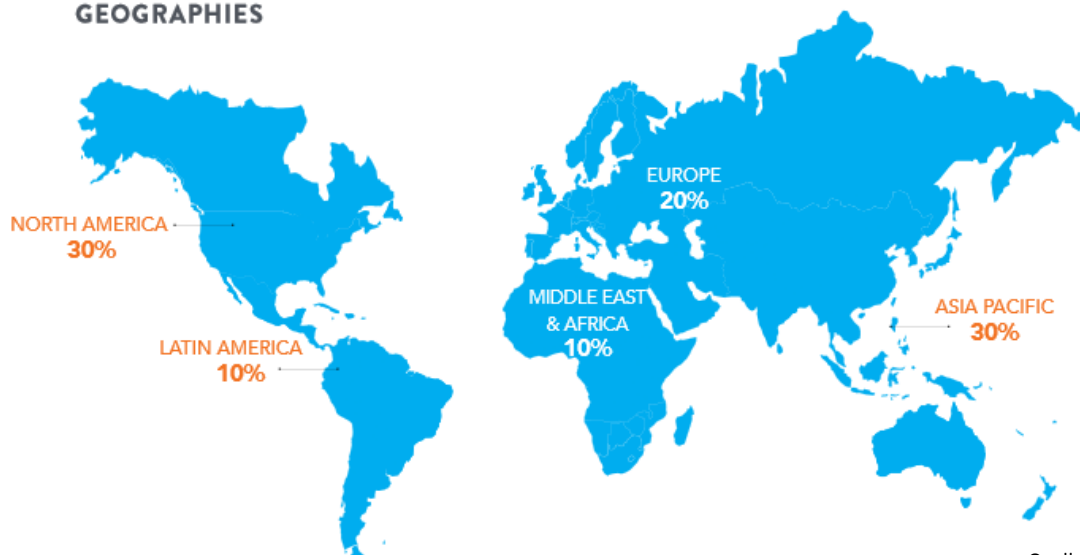 GEOGRAPHIES
EUROPE
20%
NORTH AMERICA
30%
MIDDLE EAST
& AFRICA
10%
ASIA PACIFIC
30%
LATIN AMERICA
10%